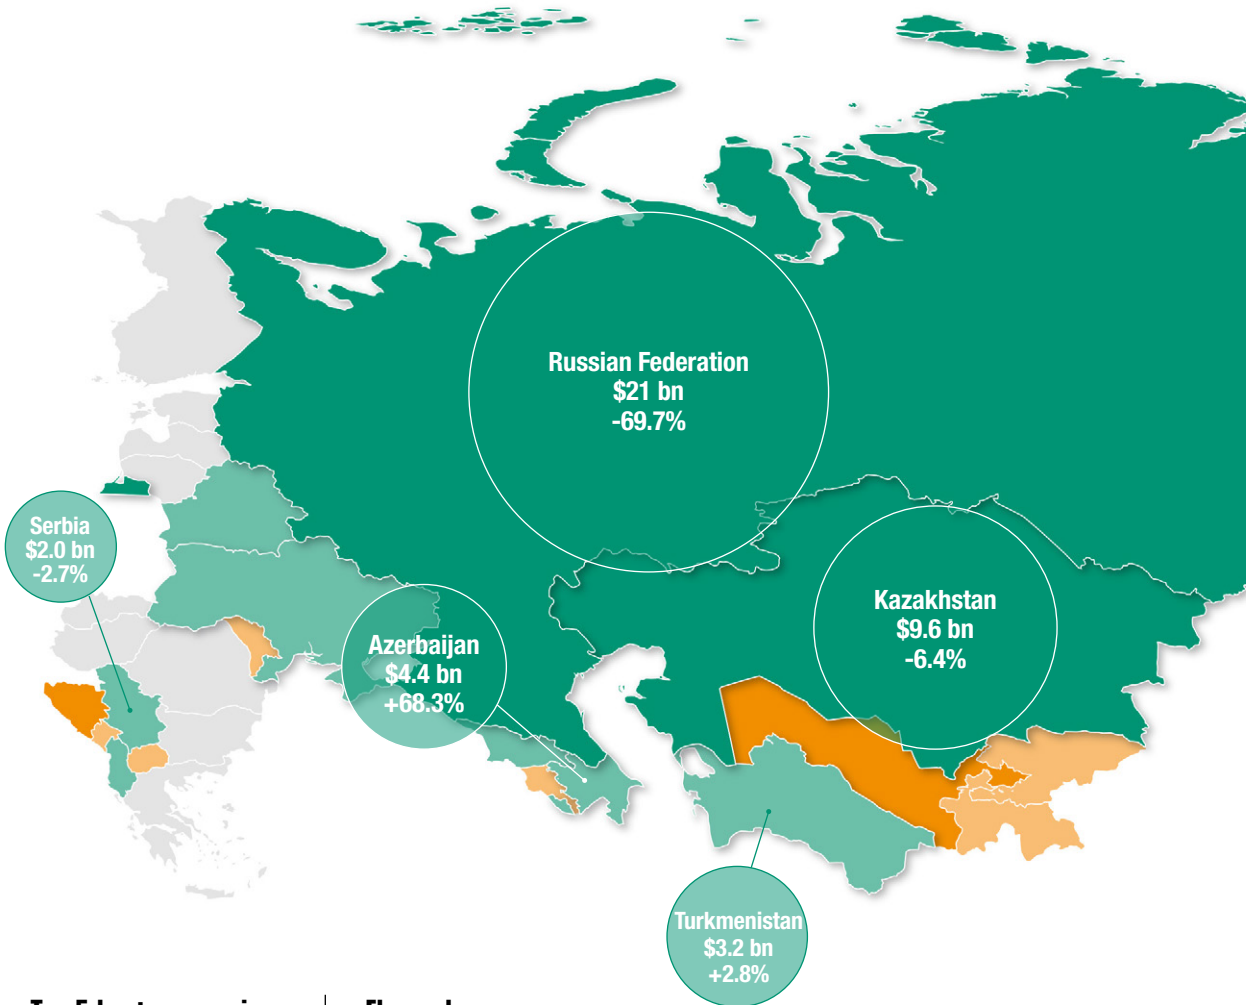 Russian Federation
$21 bn
-69.7%
Serbia
$2.0 bn
-2.7%
Kazakhstan
$9.6 bn
-6.4%
Azerbaijan
$4.4 bn
+68.3%
Turkmenistan
$3.2 bn
+2.8%